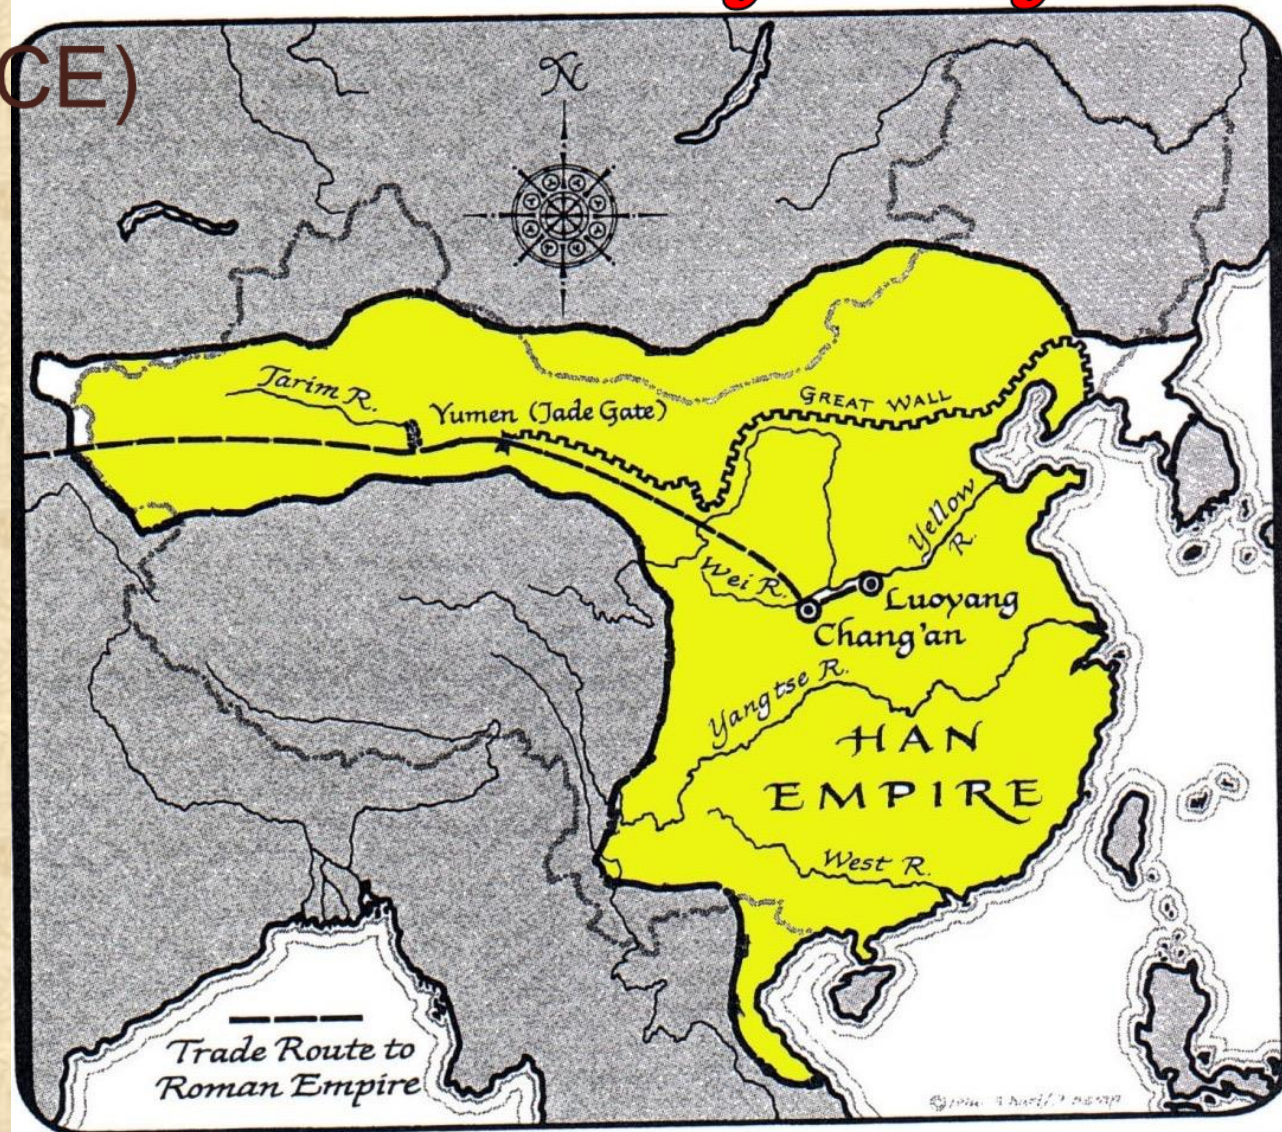 CE)
N
Tarim R.
Yumen (Jade Gate)
GREAT WALL
Yellow
R.
Wei R.
Luoyang
Chang'an
Yangtse R.
HAN
EMPIRE
West R.
Trade Route to
Roman Empire